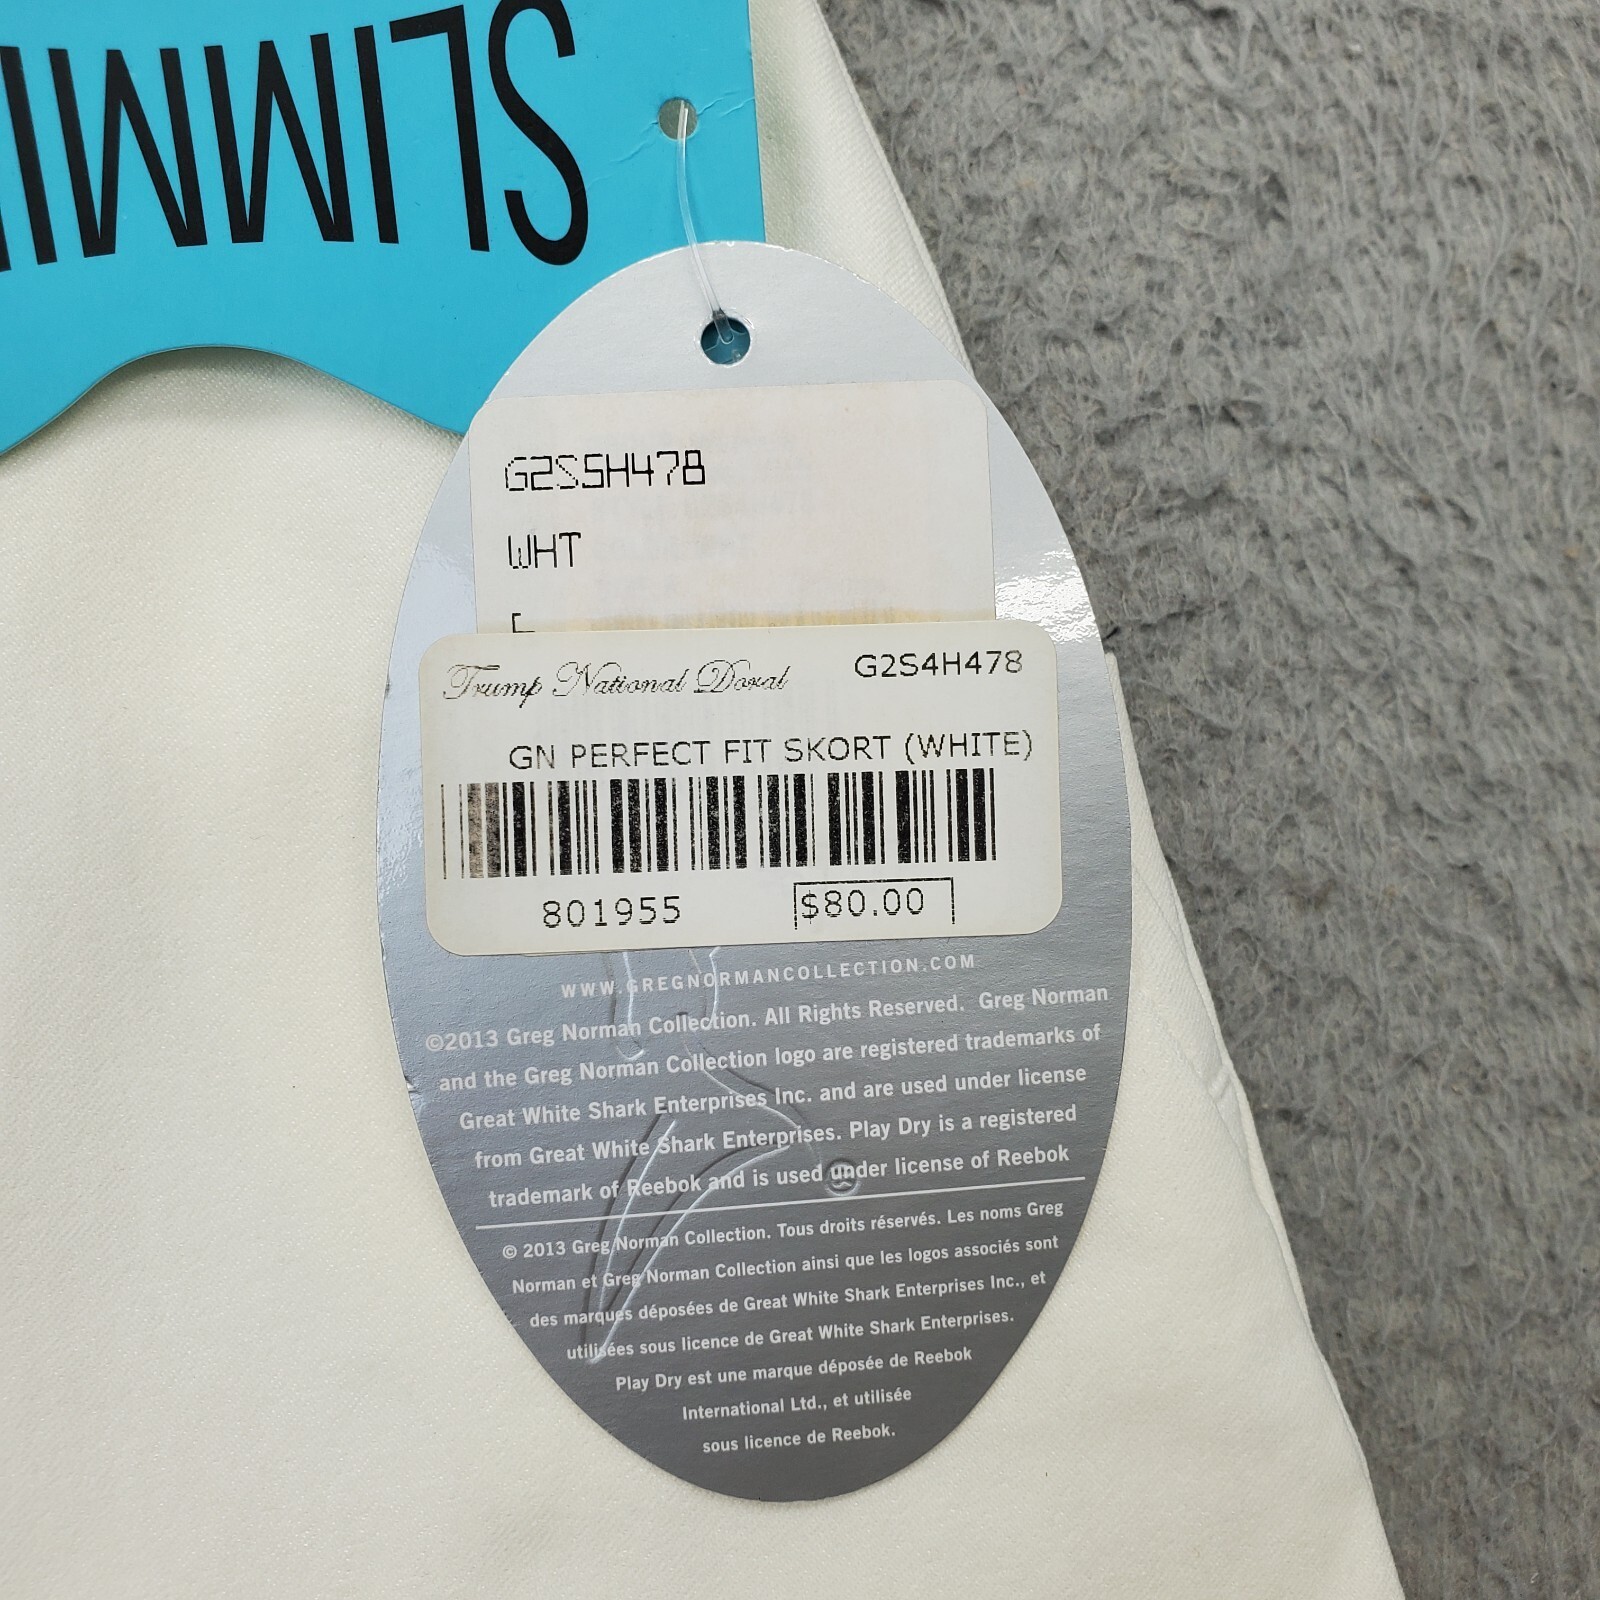 SLIMMI
G2S5H478
WHT
Trump National Doral G2S4H478
GN PERFECT FIT SKORT (WHITE)
801955 $80.00
WWW.GREGNORMANCOLLECTION.COM
©2013 Greg Norman Collection. All Rights Reserved. Greg Norman
and the Greg Norman Collection logo are registered trademarks of
Great White Shark Enterprises Inc. and are used under license
from Great White Shark Enterprises. Play Dry is a registered
trademark of Reebok and is used under license of Reebok
© 2013 Greg Norman Collection. Tous droits réservés. Les noms Greg
Norman et Greg Norman Collection ainsi que les logos associés sont
des marques déposées de Great White Shark Enterprises Inc., et
utilisées sous licence de Great White Shark Enterprises.
Play Dry est une marque déposée de Reebok
International Ltd., et utilisée
sous licence de Reebok.